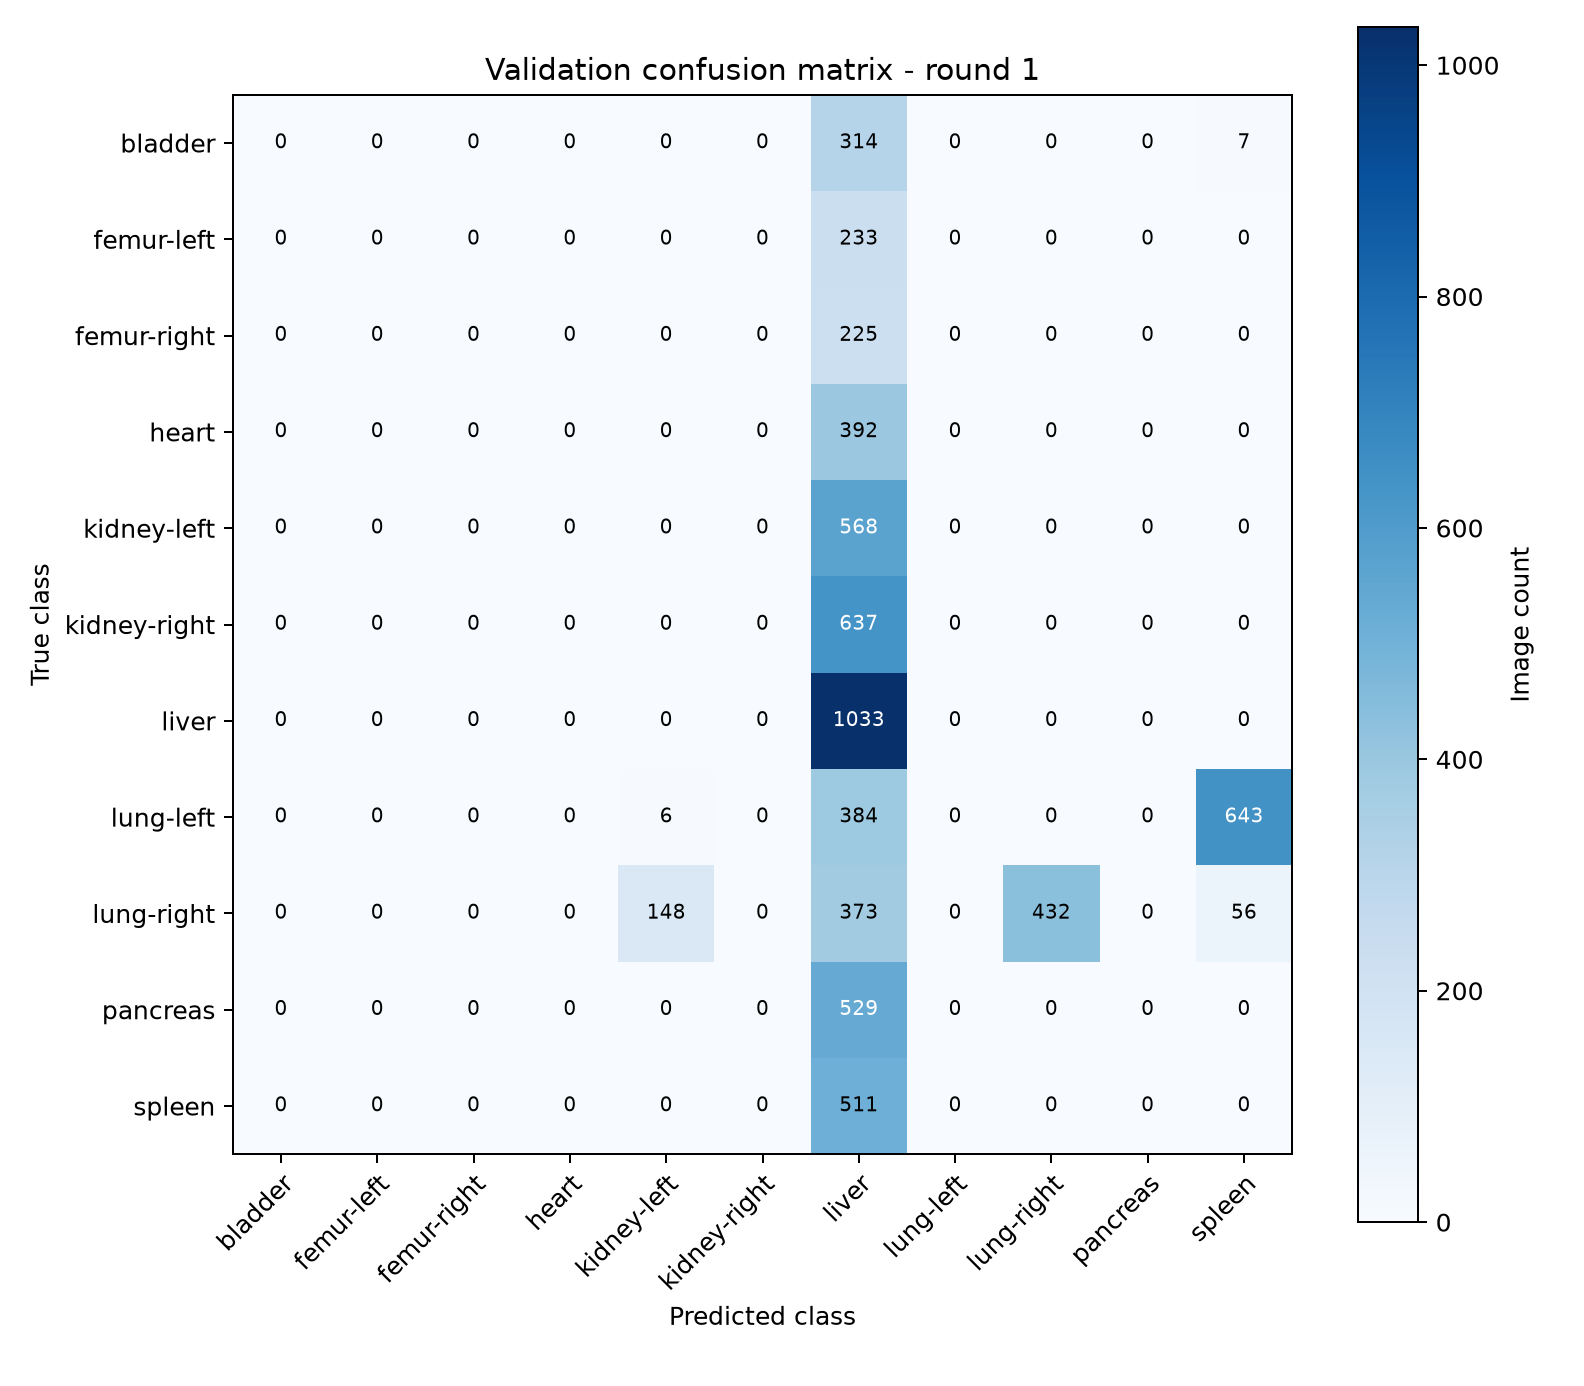 Validation confusion matrix - round 1
bladder 0 0 0 0 0 0 314 0 0 0 7
femur-left 0 0 0 0 0 0 233 0 0 0 0
femur-right 0 0 0 0 0 0 225 0 0 0 0
heart 0 0 0 0 0 0 392 0 0 0 0
kidney-left 0 0 0 0 0 0 568 0 0 0 0
kidney-right 0 0 0 0 0 0 637 0 0 0 0
liver 0 0 0 0 0 0 1033 0 0 0 0
lung-left 0 0 0 0 6 0 384 0 0 0 643
lung-right 0 0 0 0 148 0 373 0 432 0 56
pancreas 0 0 0 0 0 0 529 0 0 0 0
spleen 0 0 0 0 0 0 511 0 0 0 0
True class
bladder femur-left femur-right heart kidney-left kidney-right liver lung-left lung-right pancreas spleen
Predicted class
1000
800
600
400
200
0
Image count